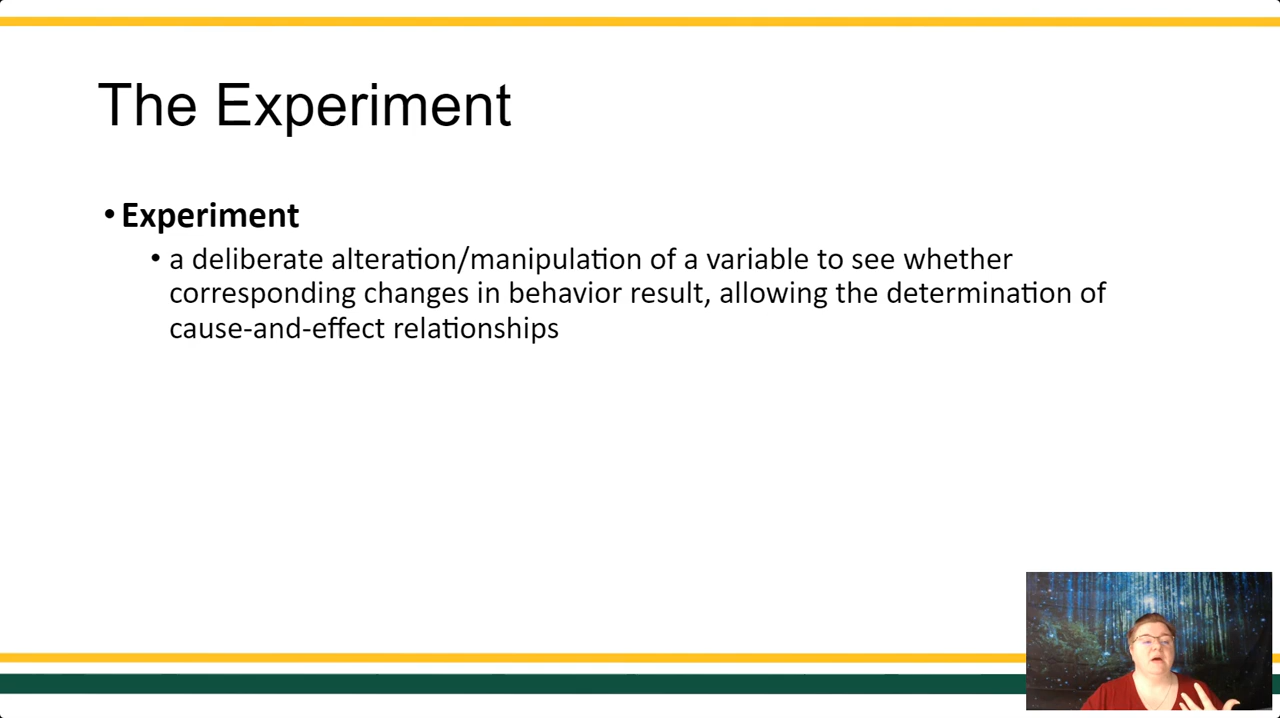 The Experiment
•Experiment
• a deliberate alteration/manipulation of a variable to see whether
corresponding changes in behavior result, allowing the determination of
cause-and-effect relationships